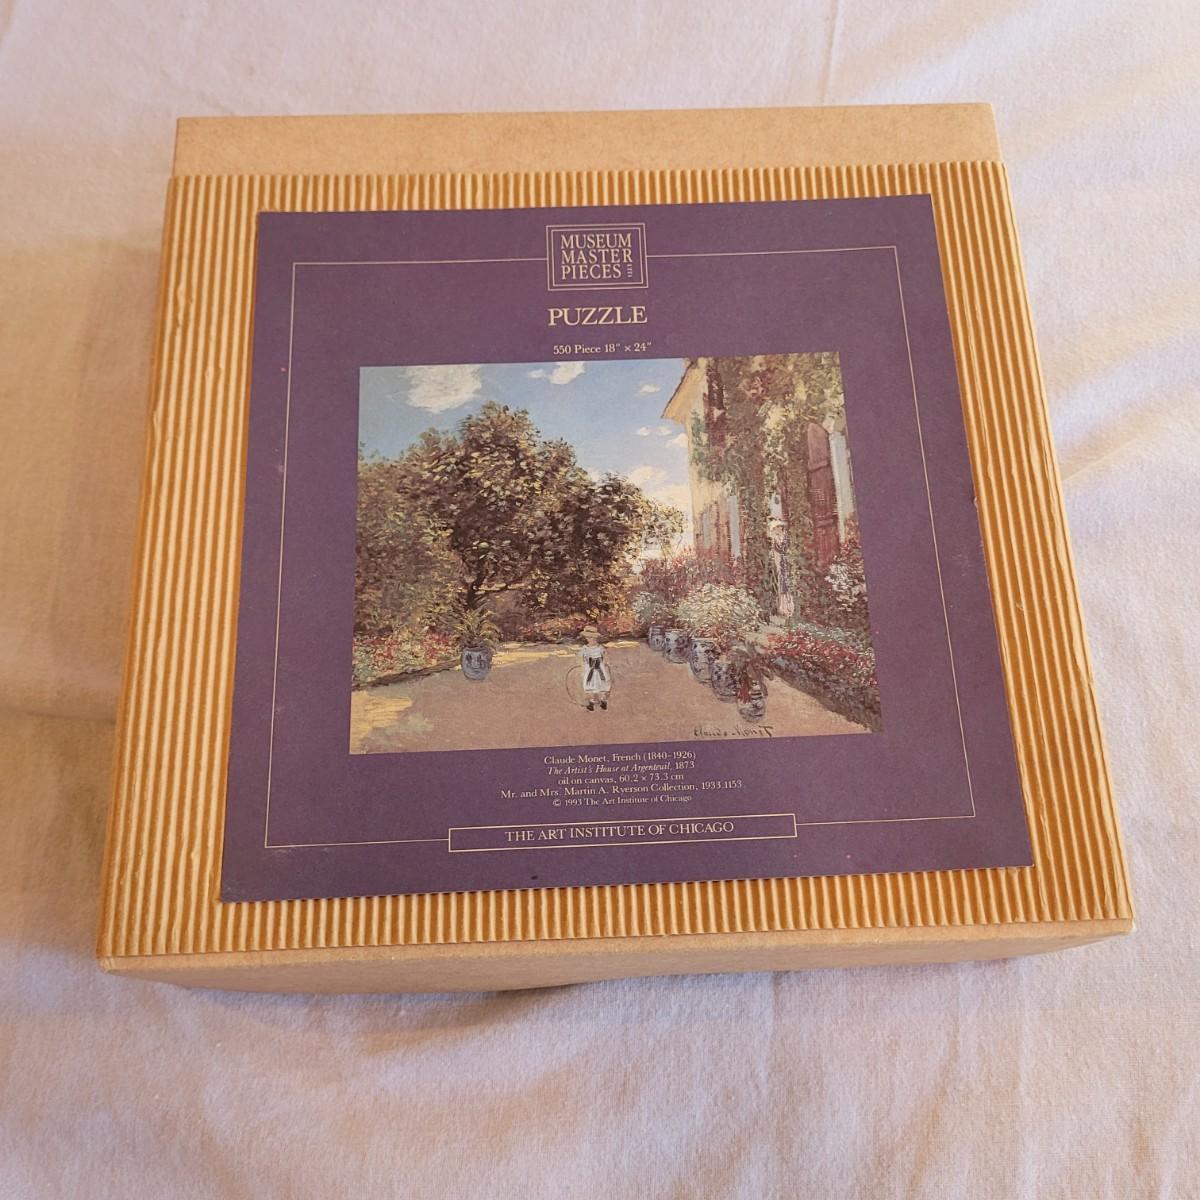 MUSEUM
MASTER
PIECES
PUZZLE
550 Piece 18" × 24"
Claude Monet
Claude Monet, French (1840–1926)
The Artist's House at Argenteuil, 1873
oil on canvas, 60.2 × 73.3 cm
Mr. and Mrs. Martin A. Ryerson Collection, 1933.1153
© 1993 The Art Institute of Chicago
THE ART INSTITUTE OF CHICAGO